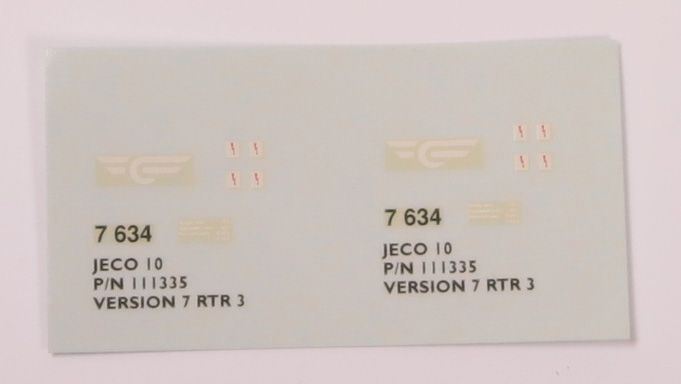 7 634
JECO 10
P/N 111335
VERSION 7 RTR 3
7 634
JECO 10
P/N 111335
VERSION 7 RTR 3